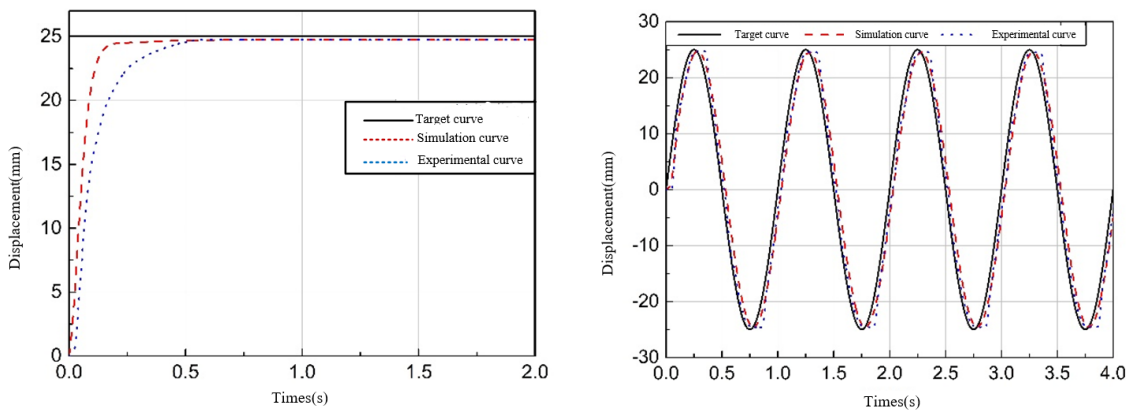 25
20
15
10
5
0
Displacement(mm)
Target curve
Simulation curve
Experimental curve
0.0 0.5 1.0 1.5 2.0
Times(s)
30
20
10
0
-10
-20
-30
Displacement(mm)
Target curve Simulation curve Experimental curve
0.0 0.5 1.0 1.5 2.0 2.5 3.0 3.5 4.0
Times(s)